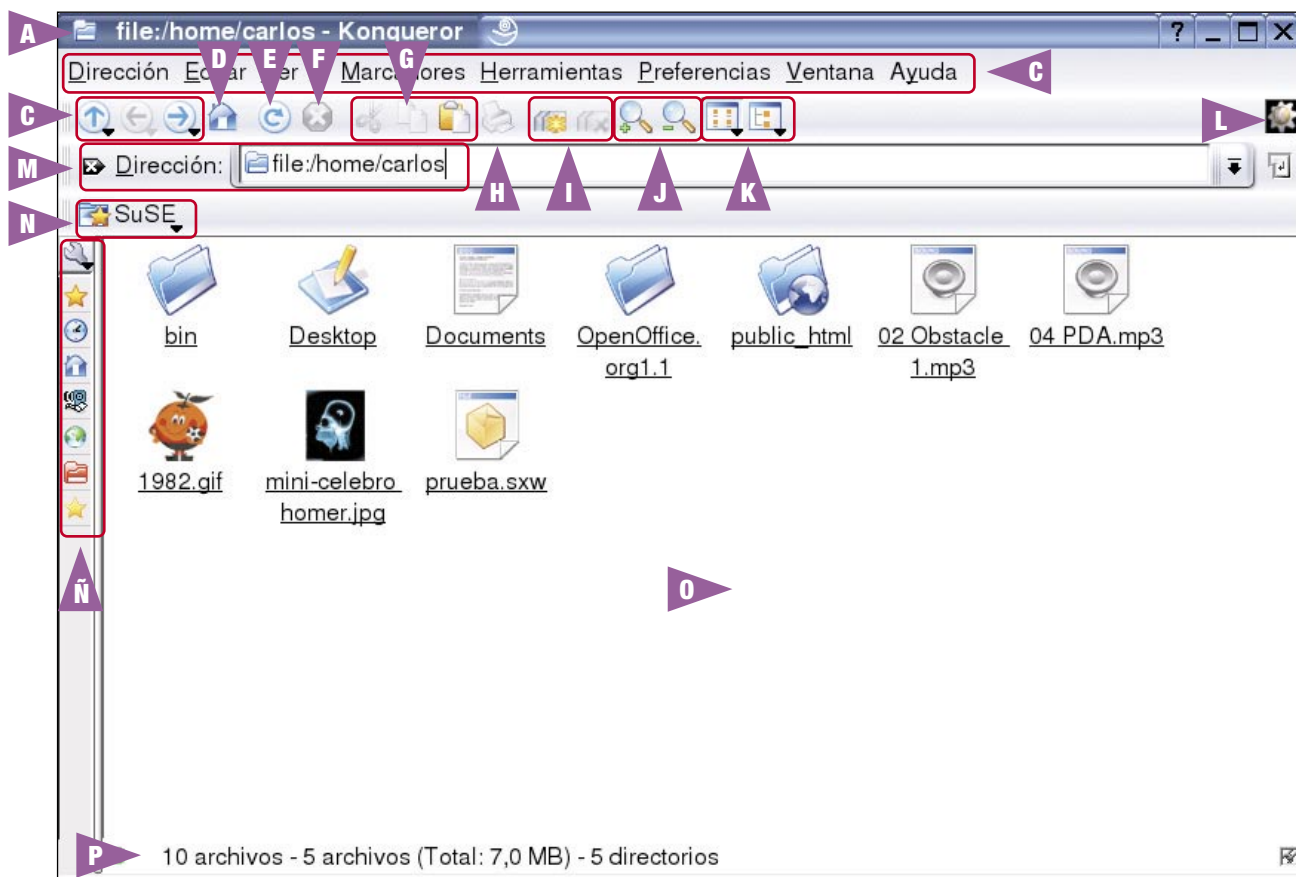 A file:/home/carlos - Konqueror ? _ □ X
D E F G
Dirección Editar Ver Marcadores Herramientas Preferencias Ventana Ayuda C
C L
M Dirección: file:/home/carlos
H I J K
N SuSE
bin Desktop Documents OpenOffice. public_html 02 Obstacle 04 PDA.mp3
org1.1 1.mp3
1982.gif mini-celebro prueba.sxw
homer.jpg
Ñ O
P 10 archivos - 5 archivos (Total: 7,0 MB) - 5 directorios